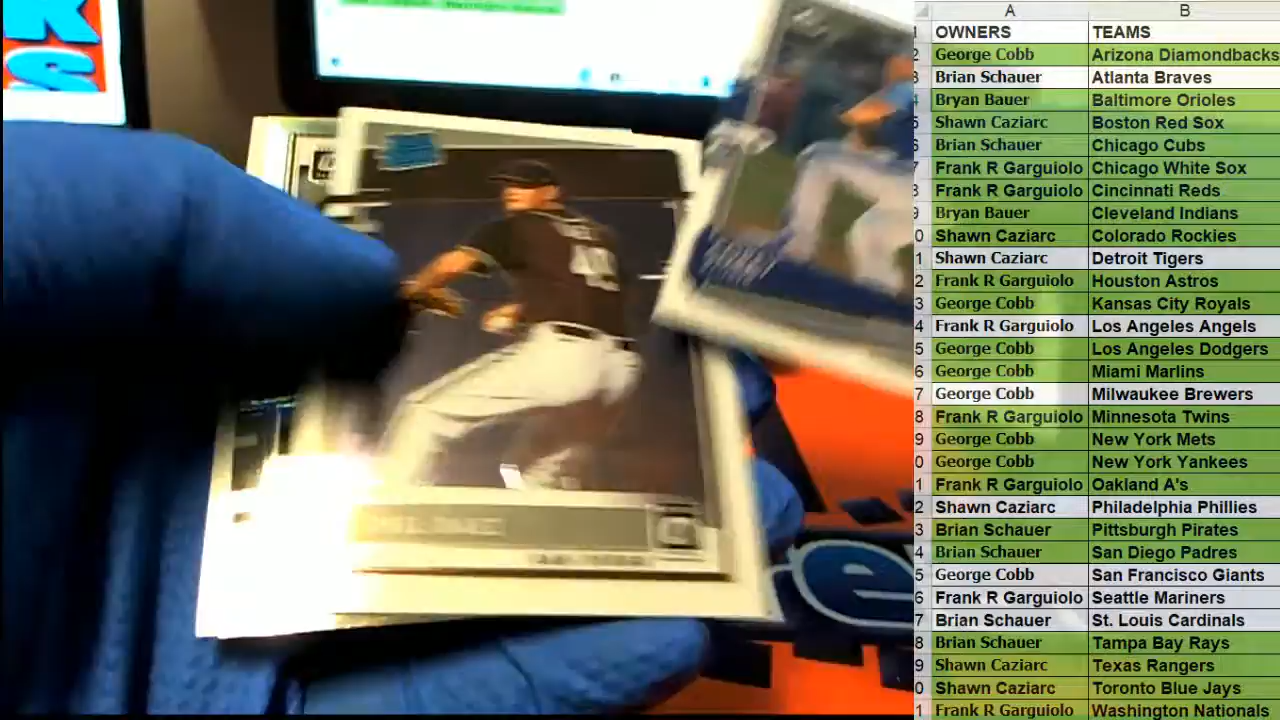 A B
OWNERS TEAMS
George Cobb Arizona Diamondbacks
Brian Schauer Atlanta Braves
Bryan Bauer Baltimore Orioles
Shawn Caziarc Boston Red Sox
Brian Schauer Chicago Cubs
Frank R Garguiolo Chicago White Sox
Frank R Garguiolo Cincinnati Reds
Bryan Bauer Cleveland Indians
Shawn Caziarc Colorado Rockies
Shawn Caziarc Detroit Tigers
Frank R Garguiolo Houston Astros
George Cobb Kansas City Royals
Frank R Garguiolo Los Angeles Angels
George Cobb Los Angeles Dodgers
George Cobb Miami Marlins
George Cobb Milwaukee Brewers
Frank R Garguiolo Minnesota Twins
George Cobb New York Mets
George Cobb New York Yankees
Frank R Garguiolo Oakland A's
Shawn Caziarc Philadelphia Phillies
Brian Schauer Pittsburgh Pirates
Brian Schauer San Diego Padres
George Cobb San Francisco Giants
Frank R Garguiolo Seattle Mariners
Brian Schauer St. Louis Cardinals
Brian Schauer Tampa Bay Rays
Shawn Caziarc Texas Rangers
Shawn Caziarc Toronto Blue Jays
Frank R Garguiolo Washington Nationals